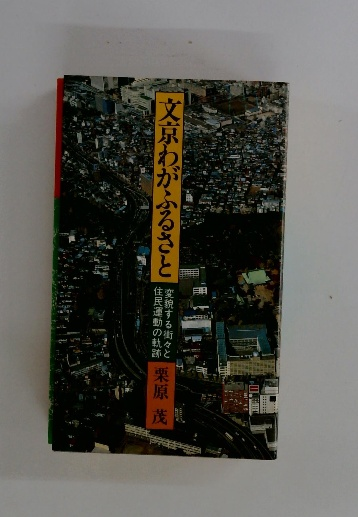 文京わがふるさと
変貌する街々と
住民運動の軌跡
栗原茂